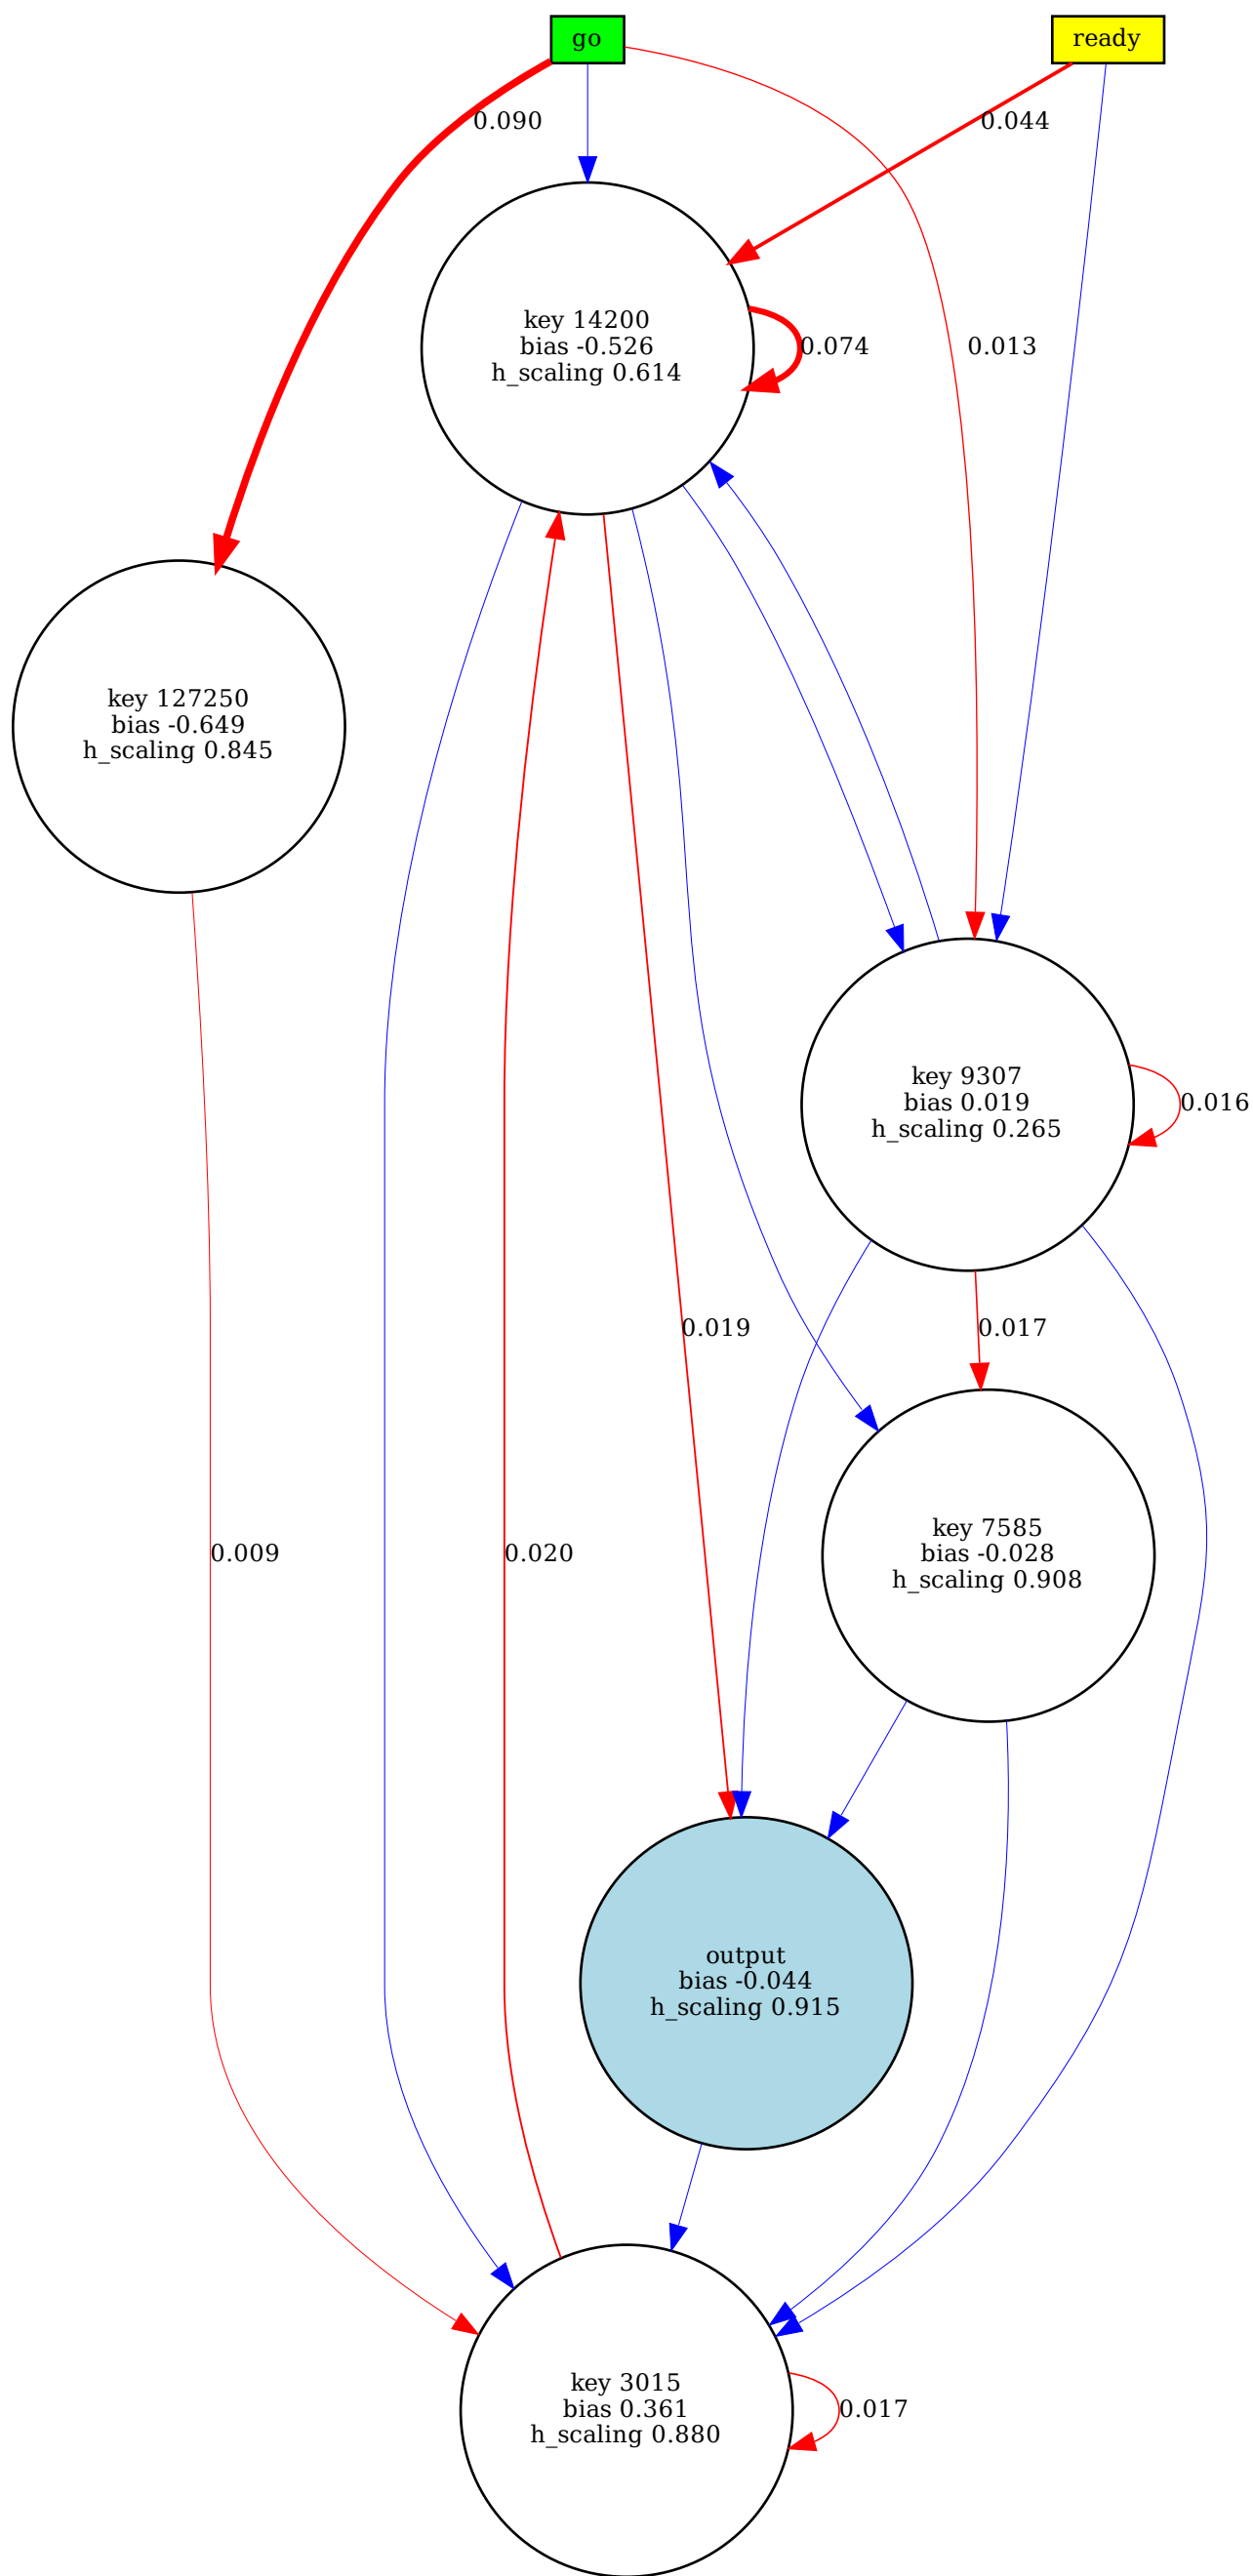 go
ready
0.090
0.044
key 14200
bias -0.526
h_scaling 0.614
0.074
0.013
key 127250
bias -0.649
h_scaling 0.845
key 9307
bias 0.019
h_scaling 0.265
0.016
0.019
0.017
key 7585
bias -0.028
h_scaling 0.908
0.009
0.020
output
bias -0.044
h_scaling 0.915
key 3015
bias 0.361
h_scaling 0.880
0.017